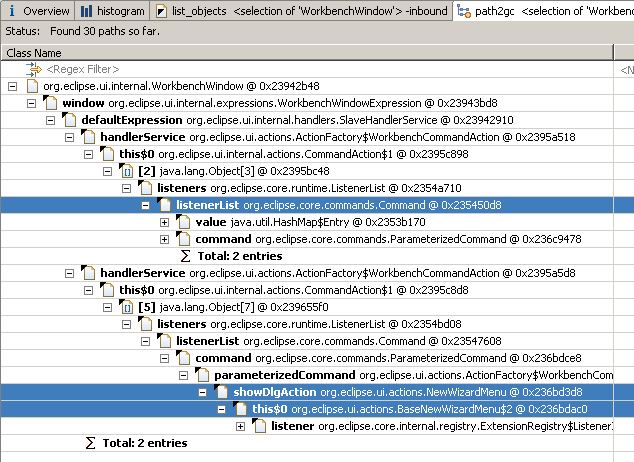 Overview histogram list_objects <selection of 'WorkbenchWindow'> -inbound path2gc <selection of 'Workben
Status: Found 30 paths so far.
Class Name
<Regex Filter> <N
org.eclipse.ui.internal.WorkbenchWindow @ 0x23942b48
window org.eclipse.ui.internal.expressions.WorkbenchWindowExpression @ 0x23943bd8
defaultExpression org.eclipse.ui.internal.handlers.SlaveHandlerService @ 0x23942910
handlerService org.eclipse.ui.actions.ActionFactory$WorkbenchCommandAction @ 0x2395a518
this$0 org.eclipse.ui.internal.actions.CommandAction$1 @ 0x2395c898
[2] java.lang.Object[3] @ 0x2395bc48
listeners org.eclipse.core.runtime.ListenerList @ 0x2354a710
listenerList org.eclipse.core.commands.Command @ 0x235450d8
value java.util.HashMap$Entry @ 0x2353b170
command org.eclipse.core.commands.ParameterizedCommand @ 0x236c9478
Σ Total: 2 entries
handlerService org.eclipse.ui.actions.ActionFactory$WorkbenchCommandAction @ 0x2395a5d8
this$0 org.eclipse.ui.internal.actions.CommandAction$1 @ 0x2395c8d8
[5] java.lang.Object[7] @ 0x239655f0
listeners org.eclipse.core.runtime.ListenerList @ 0x2354bd08
listenerList org.eclipse.core.commands.Command @ 0x23547608
command org.eclipse.core.commands.ParameterizedCommand @ 0x236bdce8
parameterizedCommand org.eclipse.ui.actions.ActionFactory$WorkbenchCom
showDlgAction org.eclipse.ui.actions.NewWizardMenu @ 0x236bd3d8
this$0 org.eclipse.ui.actions.BaseNewWizardMenu$2 @ 0x236bdac0
listener org.eclipse.core.internal.registry.ExtensionRegistry$Listener
Σ Total: 2 entries